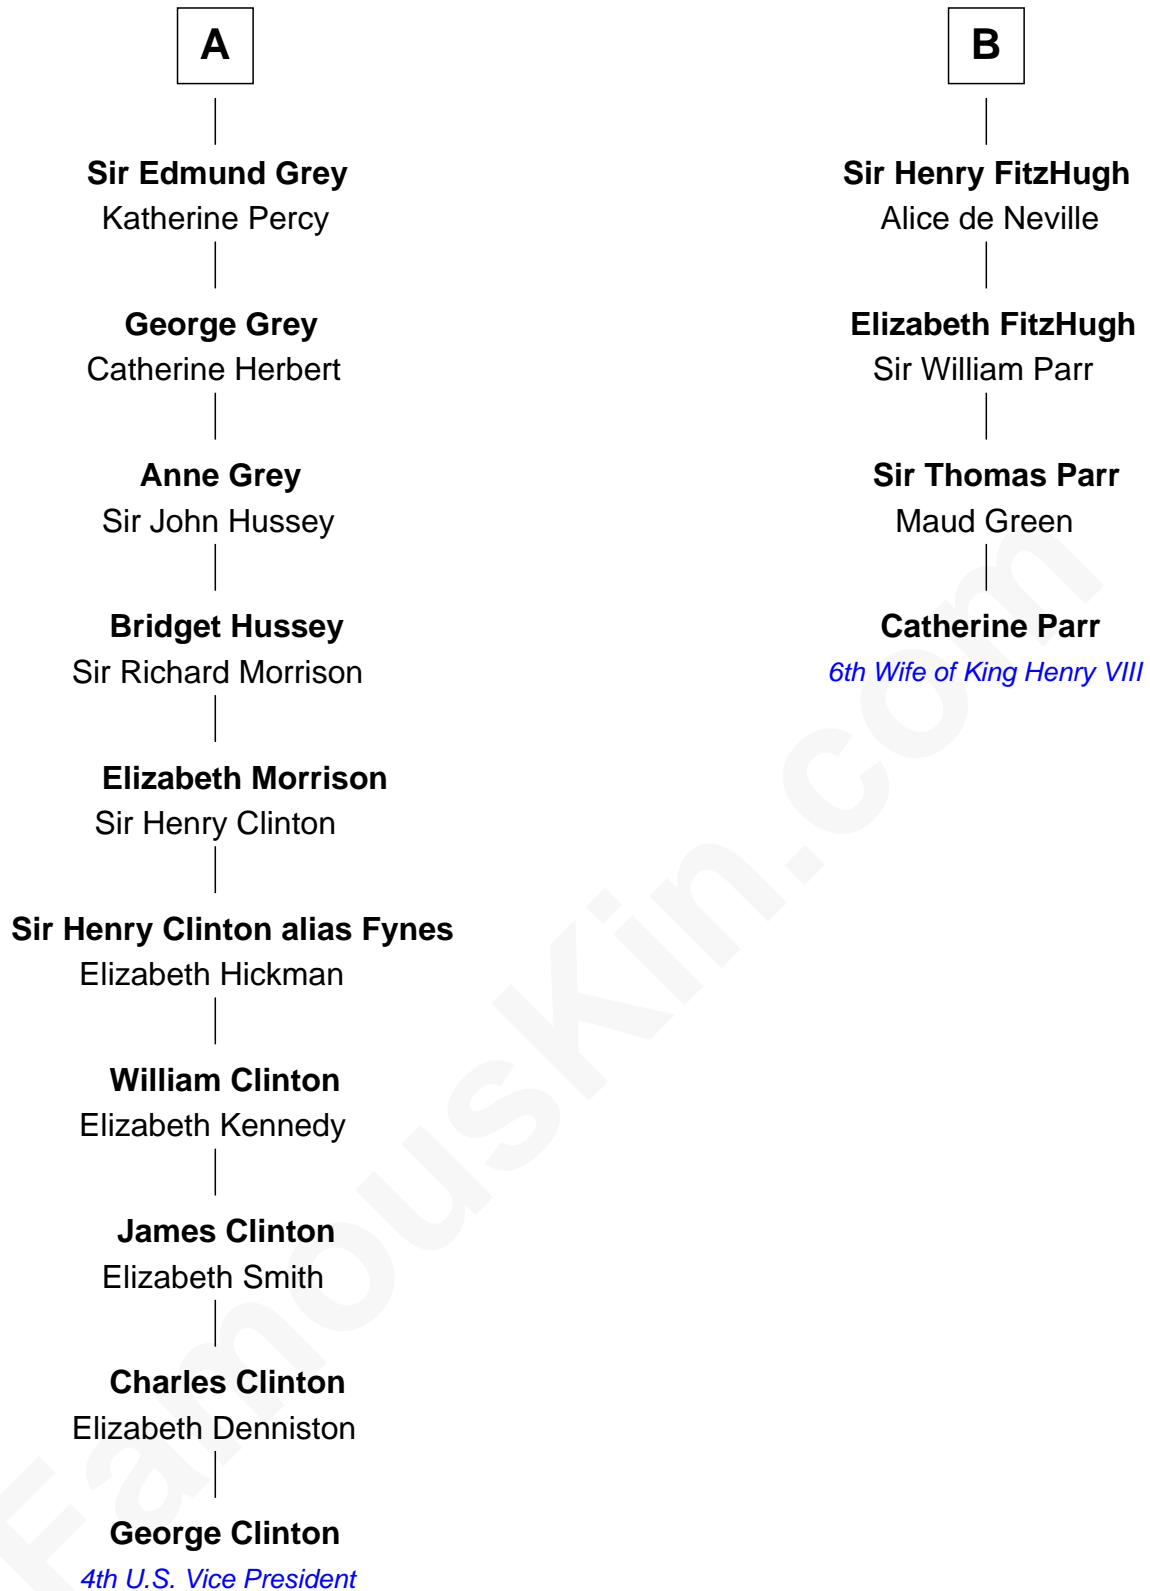 A
Sir Edmund Grey
Katherine Percy
George Grey
Catherine Herbert
Anne Grey
Sir John Hussey
Bridget Hussey
Sir Richard Morrison
Elizabeth Morrison
Sir Henry Clinton
Sir Henry Clinton alias Fynes
Elizabeth Hickman
William Clinton
Elizabeth Kennedy
James Clinton
Elizabeth Smith
Charles Clinton
Elizabeth Denniston
George Clinton
4th U.S. Vice President
B
Sir Henry FitzHugh
Alice de Neville
Elizabeth FitzHugh
Sir William Parr
Sir Thomas Parr
Maud Green
Catherine Parr
6th Wife of King Henry VIII
FamousKin.com